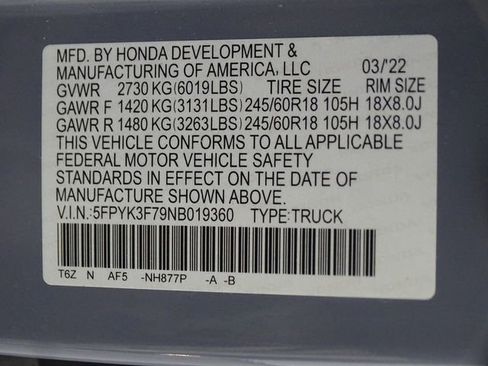 MFD. BY HONDA DEVELOPMENT &
MANUFACTURING OF AMERICA, LLC 03/'22
GVWR 2730 KG(6019LBS) TIRE SIZE RIM SIZE
GAWR F 1420 KG(3131LBS) 245/60R18 105H 18X8.0J
GAWR R 1480 KG(3263LBS) 245/60R18 105H 18X8.0J
THIS VEHICLE CONFORMS TO ALL APPLICABLE
FEDERAL MOTOR VEHICLE SAFETY
STANDARDS IN EFFECT ON THE DATE OF
MANUFACTURE SHOWN ABOVE.
V.I.N.:5FPYK3F79NB019360 TYPE:TRUCK
T6Z N AF5 -NH877P -A -B